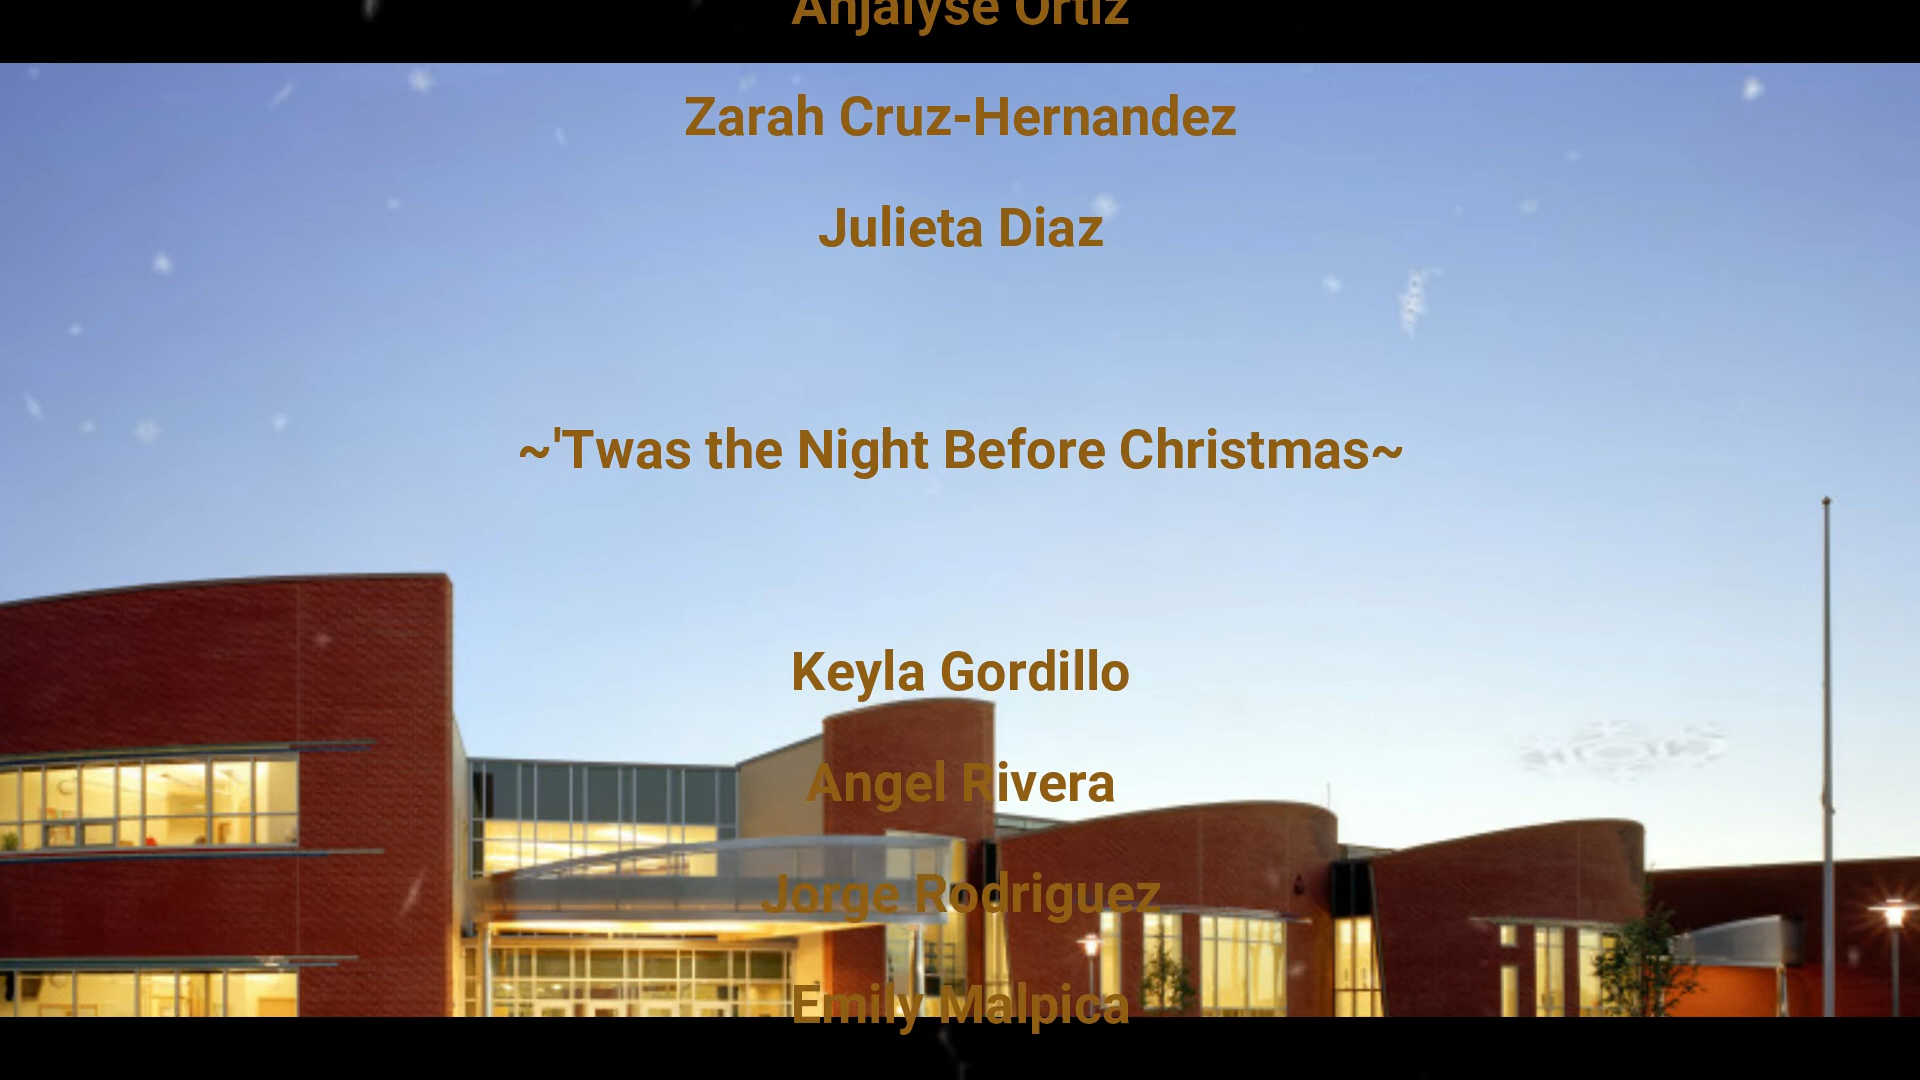 Anjalyse Ortiz
Zarah Cruz-Hernandez
Julieta Diaz
~'Twas the Night Before Christmas~
Keyla Gordillo
Angel Rivera
Jorge Rodriguez
Emily Malpica